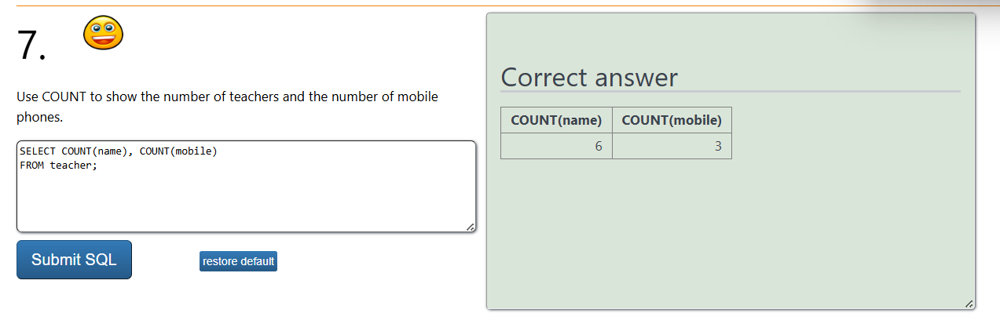 7.
Use COUNT to show the number of teachers and the number of mobile
phones.
SELECT COUNT(name), COUNT(mobile)
FROM teacher;
Submit SQL
restore default
Correct answer
COUNT(name) COUNT(mobile)
6 3